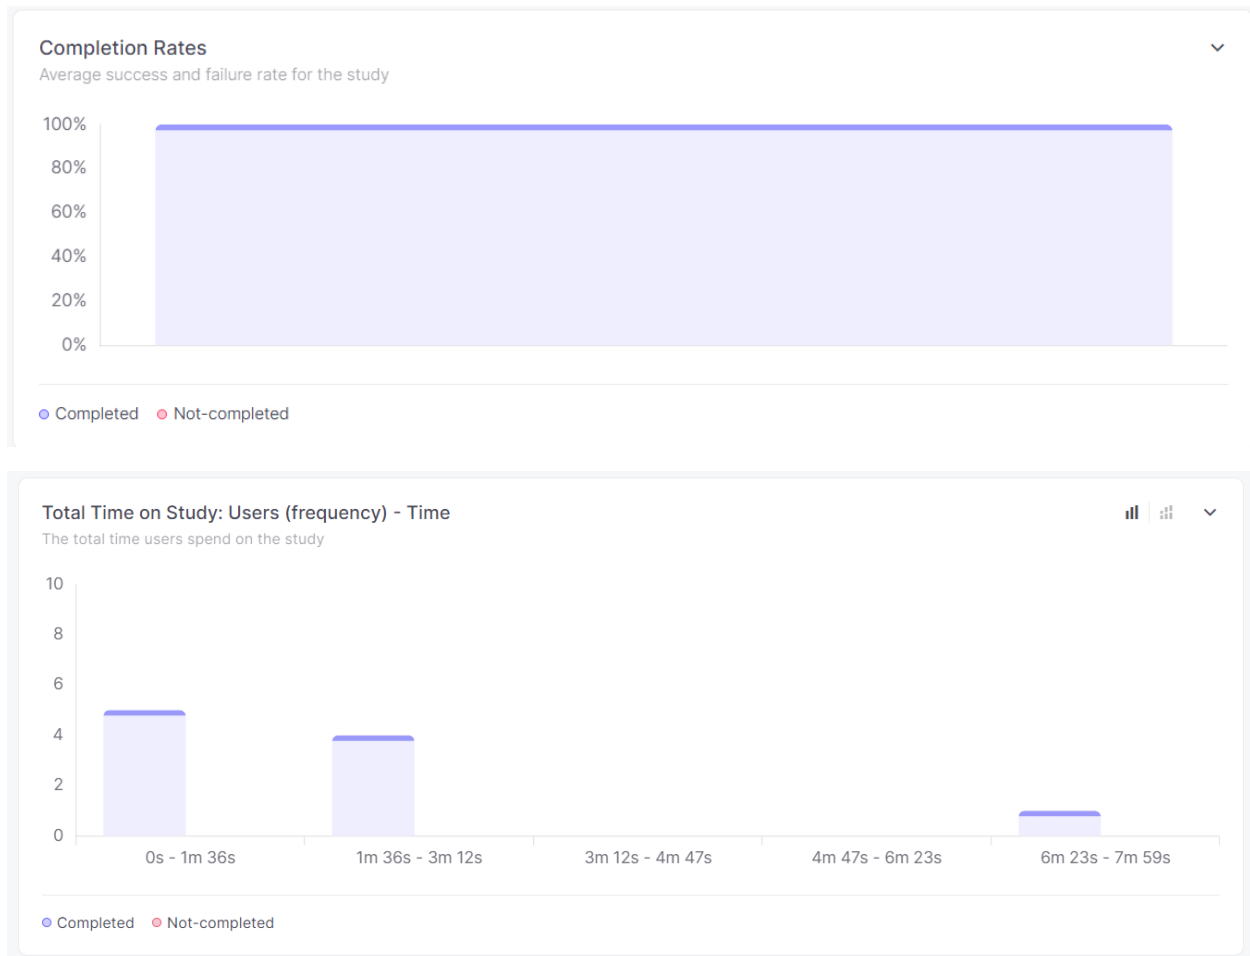 Completion Rates
Average success and failure rate for the study
100%
80%
60%
40%
20%
0%
Completed Not-completed
Total Time on Study: Users (frequency) - Time
The total time users spend on the study
10
8
6
4
2
0
0s - 1m 36s 1m 36s - 3m 12s 3m 12s - 4m 47s 4m 47s - 6m 23s 6m 23s - 7m 59s
Completed Not-completed